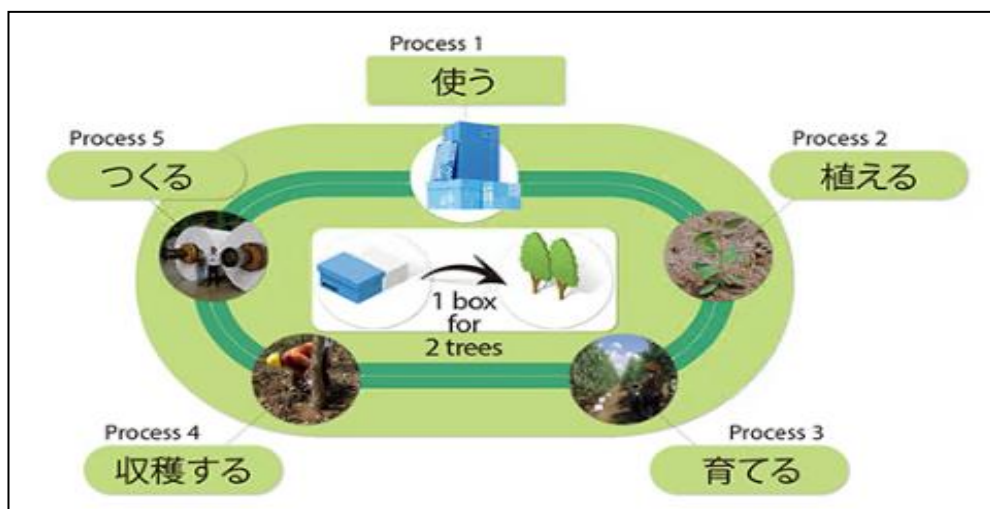 Process 1
使う
Process 5
つくる
Process 2
植える
1 box
for
2 trees
Process 4
収穫する
Process 3
育てる